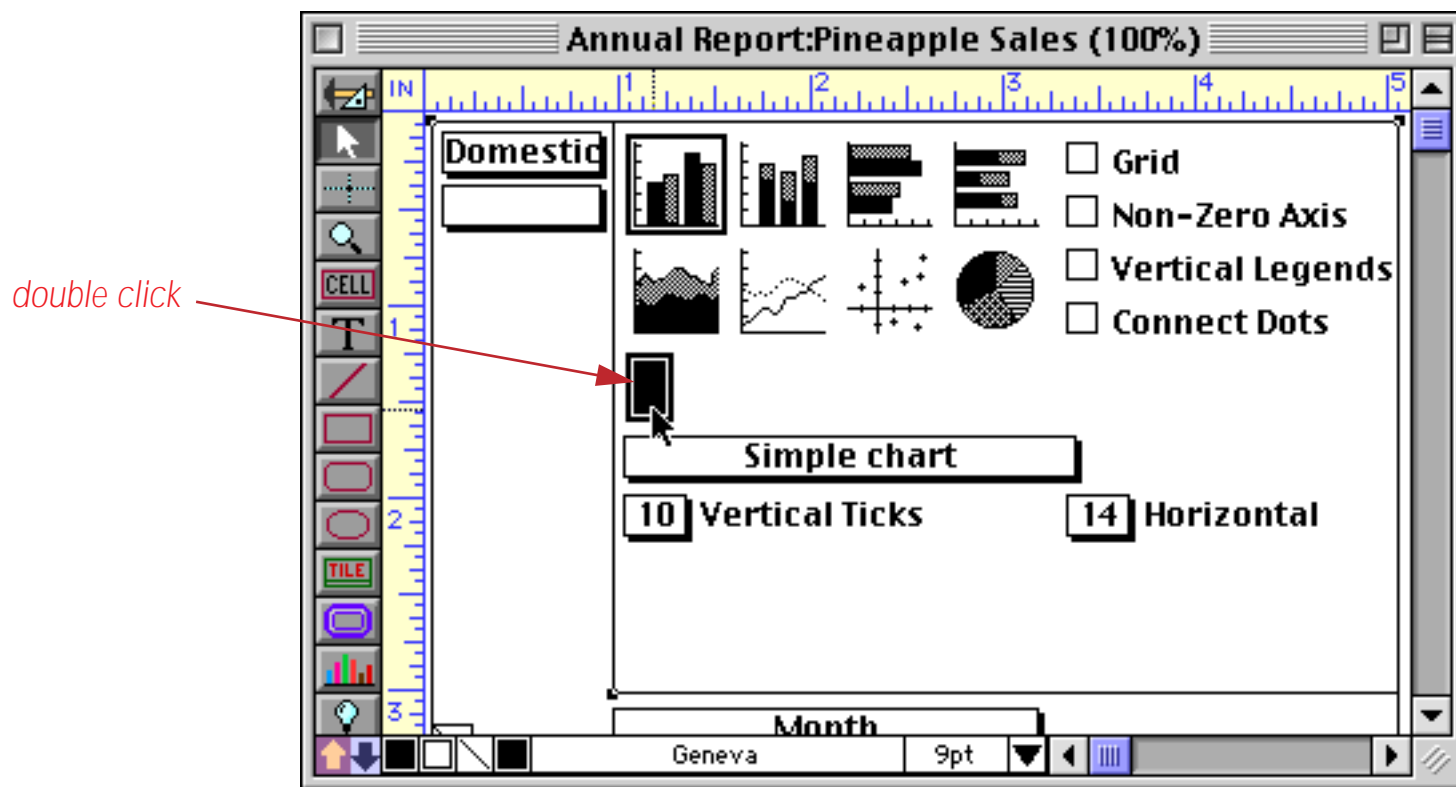 Annual Report:Pineapple Sales (100%)
IN 1 2 3 4 5
Domestic
Grid
Non-Zero Axis
CELL
Vertical Legends
double click
T
1
Connect Dots
Simple chart
2
10 Vertical Ticks
14 Horizontal
TILE
3
Month
Geneva
9pt